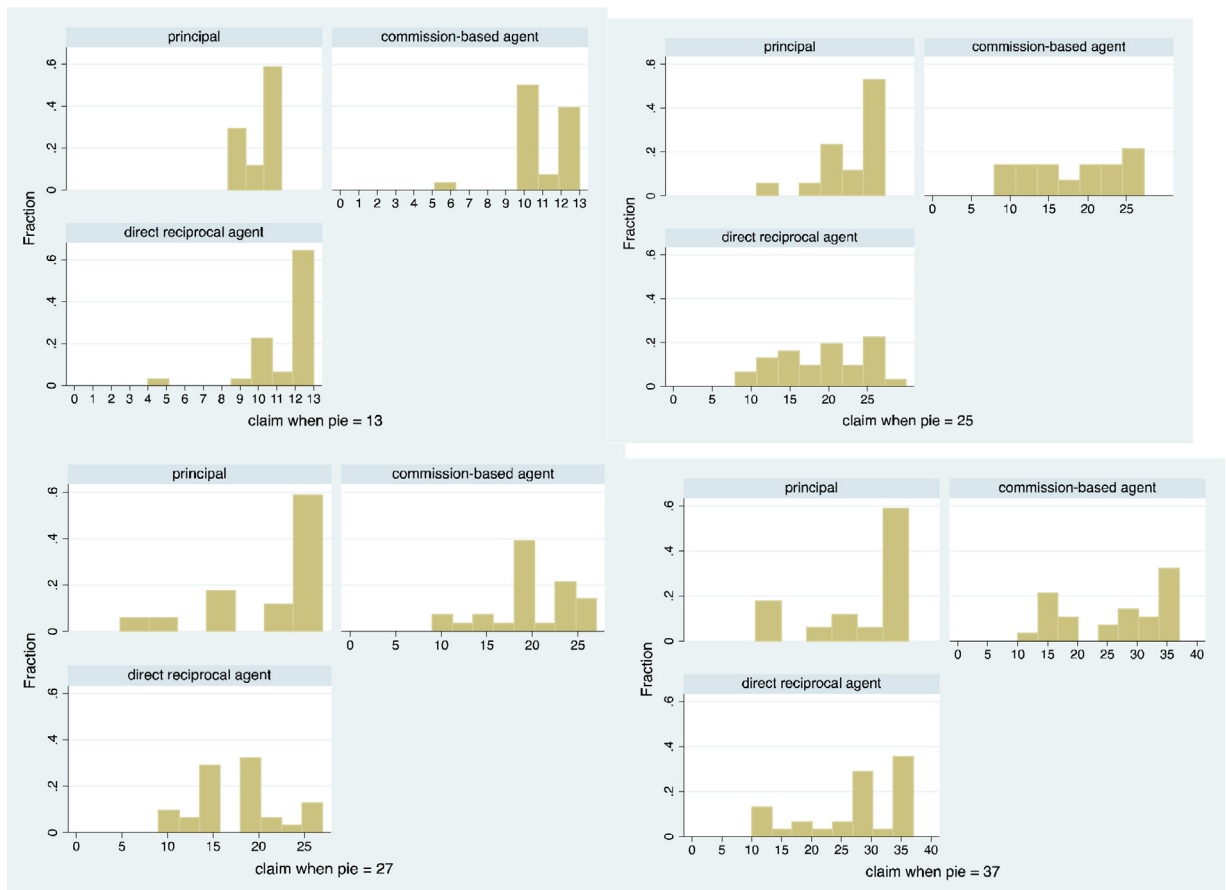 principal
commission-based agent
.6
.4
.2
0
0 1 2 3 4 5 6 7 8 9 10 11 12 13
Fraction
direct reciprocal agent
.6
.4
.2
0
0 1 2 3 4 5 6 7 8 9 10 11 12 13
claim when pie = 13
principal
commission-based agent
.6
.4
.2
0
0 5 10 15 20 25
Fraction
direct reciprocal agent
.6
.4
.2
0
0 5 10 15 20 25
claim when pie = 25
principal
commission-based agent
.6
.4
.2
0
0 5 10 15 20 25
Fraction
direct reciprocal agent
.6
.4
.2
0
0 5 10 15 20 25
claim when pie = 27
principal
commission-based agent
.6
.4
.2
0
0 5 10 15 20 25 30 35 40
Fraction
direct reciprocal agent
.6
.4
.2
0
0 5 10 15 20 25 30 35 40
claim when pie = 37